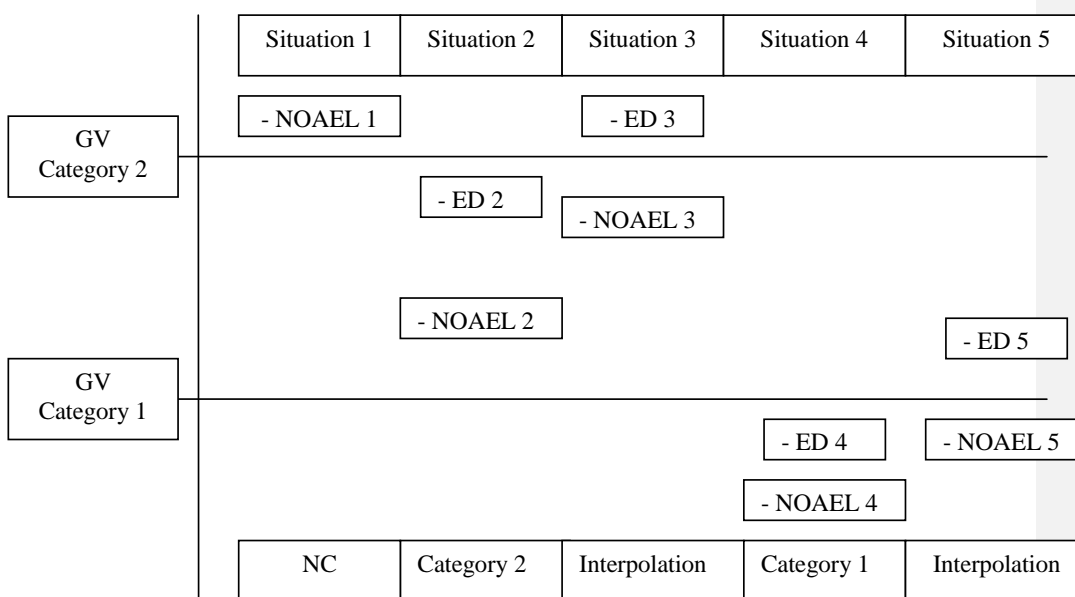 Situation 1 Situation 2 Situation 3 Situation 4 Situation 5
- NOAEL 1 - ED 3
GV
Category 2
- ED 2
- NOAEL 3
- NOAEL 2
- ED 5
GV
Category 1
- ED 4 - NOAEL 5
- NOAEL 4
NC Category 2 Interpolation Category 1 Interpolation